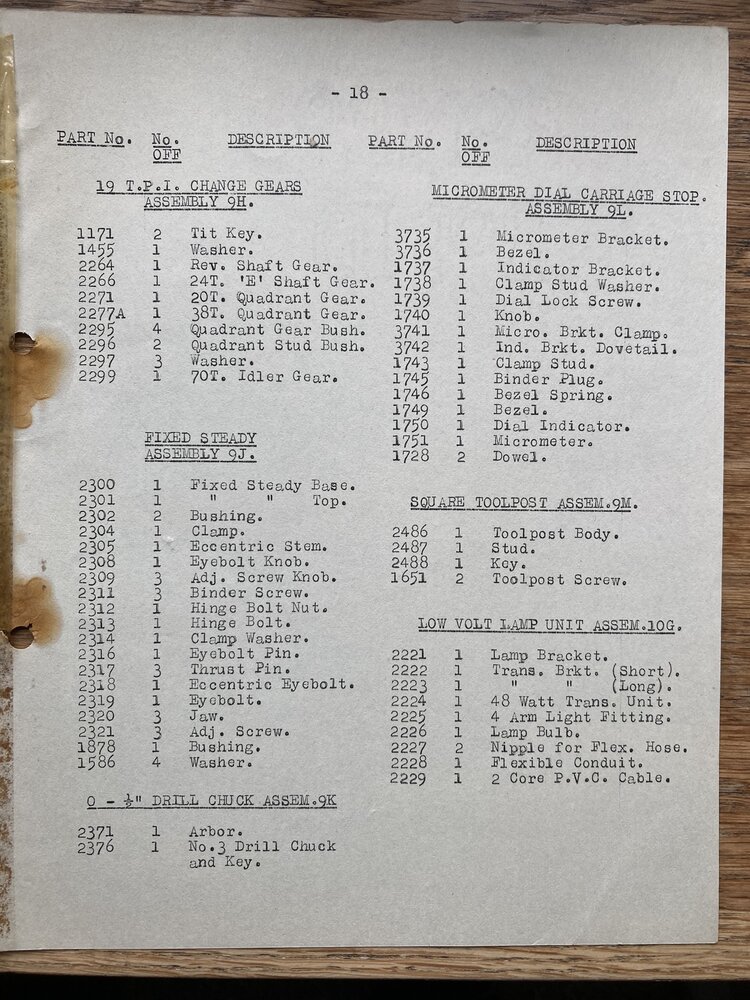 - 18 -
PART No. No. OFF DESCRIPTION
19 T.P.I. CHANGE GEARS
ASSEMBLY 9H.
1171 2 Tit Key.
1455 1 Washer.
2264 1 Rev. Shaft Gear.
2266 1 24T. 'E' Shaft Gear.
2271 1 20T. Quadrant Gear.
2277A 1 38T. Quadrant Gear.
2295 4 Quadrant Gear Bush.
2296 2 Quadrant Stud Bush.
2297 3 Washer.
2299 1 70T. Idler Gear.
FIXED STEADY
ASSEMBLY 9J.
2300 1 Fixed Steady Base.
2301 1 " " Top.
2302 2 Bushing.
2304 1 Clamp.
2305 1 Eccentric Stem.
2308 1 Eyebolt Knob.
2309 3 Adj. Screw Knob.
2311 3 Binder Screw.
2312 1 Hinge Bolt Nut.
2313 1 Hinge Bolt.
2314 1 Clamp Washer.
2316 1 Eyebolt Pin.
2317 3 Thrust Pin.
2318 1 Eccentric Eyebolt.
2319 1 Eyebolt.
2320 3 Jaw.
2321 3 Adj. Screw.
1878 1 Bushing.
1586 4 Washer.
0 - ½" DRILL CHUCK ASSEM.9K
2371 1 Arbor.
2376 1 No.3 Drill Chuck
and Key.
PART No. No. OFF DESCRIPTION
MICROMETER DIAL CARRIAGE STOP.
ASSEMBLY 9L.
3735 1 Micrometer Bracket.
3736 1 Bezel.
1737 1 Indicator Bracket.
1738 1 Clamp Stud Washer.
1739 1 Dial Lock Screw.
1740 1 Knob.
3741 1 Micro. Brkt. Clamp.
3742 1 Ind. Brkt. Dovetail.
1743 1 Clamp Stud.
1745 1 Binder Plug.
1746 1 Bezel Spring.
1749 1 Bezel.
1750 1 Dial Indicator.
1751 1 Micrometer.
1728 2 Dowel.
SQUARE TOOLPOST ASSEM.9M.
2486 1 Toolpost Body.
2487 1 Stud.
2488 1 Key.
1651 2 Toolpost Screw.
LOW VOLT LAMP UNIT ASSEM.10G.
2221 1 Lamp Bracket.
2222 1 Trans. Brkt. (Short).
2223 1 " " (Long).
2224 1 48 Watt Trans. Unit.
2225 1 4 Arm Light Fitting.
2226 1 Lamp Bulb.
2227 2 Nipple for Flex. Hose.
2228 1 Flexible Conduit.
2229 1 2 Core P.V.C. Cable.